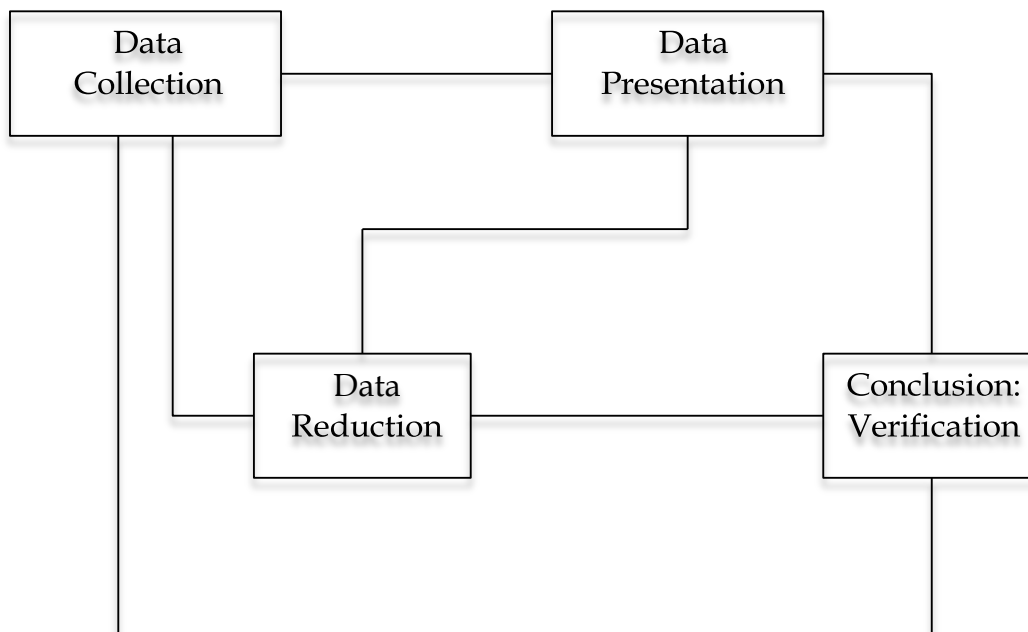 Data
Collection
Data
Presentation
Data
Reduction
Conclusion:
Verification